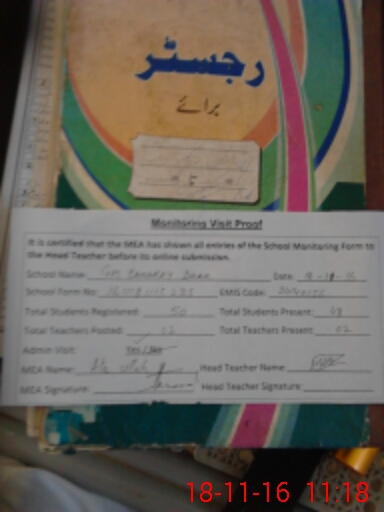 رجسٹر
برائے
Monitoring Visit Proof
It is certified that the MEA has shown all entries of the School Monitoring Form to
the Head Teacher before its online submission.
School Name: Date:
School Form No: EMIS Code:
Total Students Registered: 50 Total Students Present:
Total Teachers Posted: Total Teachers Present: 02
Admin Visit: Yes / No
MEA Name: Head Teacher Name:
MEA Signature: Head Teacher Signature:
18-11-16 11:18